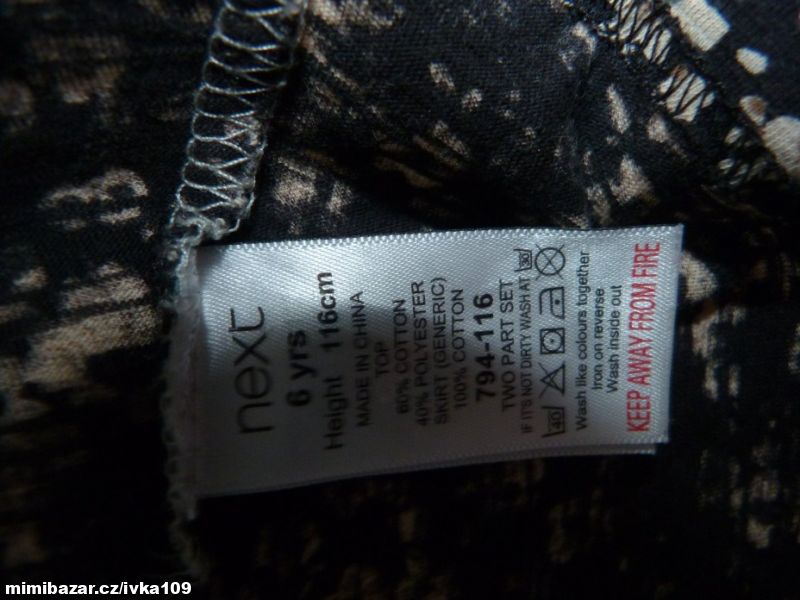 next
6 yrs
Height 116cm
MADE IN CHINA
TOP
60% COTTON
40% POLYESTER
SKIRT (GENERIC)
100% COTTON
794-116
TWO PART SET
IF IT'S NOT DIRTY WASH AT 30
40
Wash like colours together
Iron on reverse
Wash inside out
KEEP AWAY FROM FIRE
mimibazar.cz/ivka109